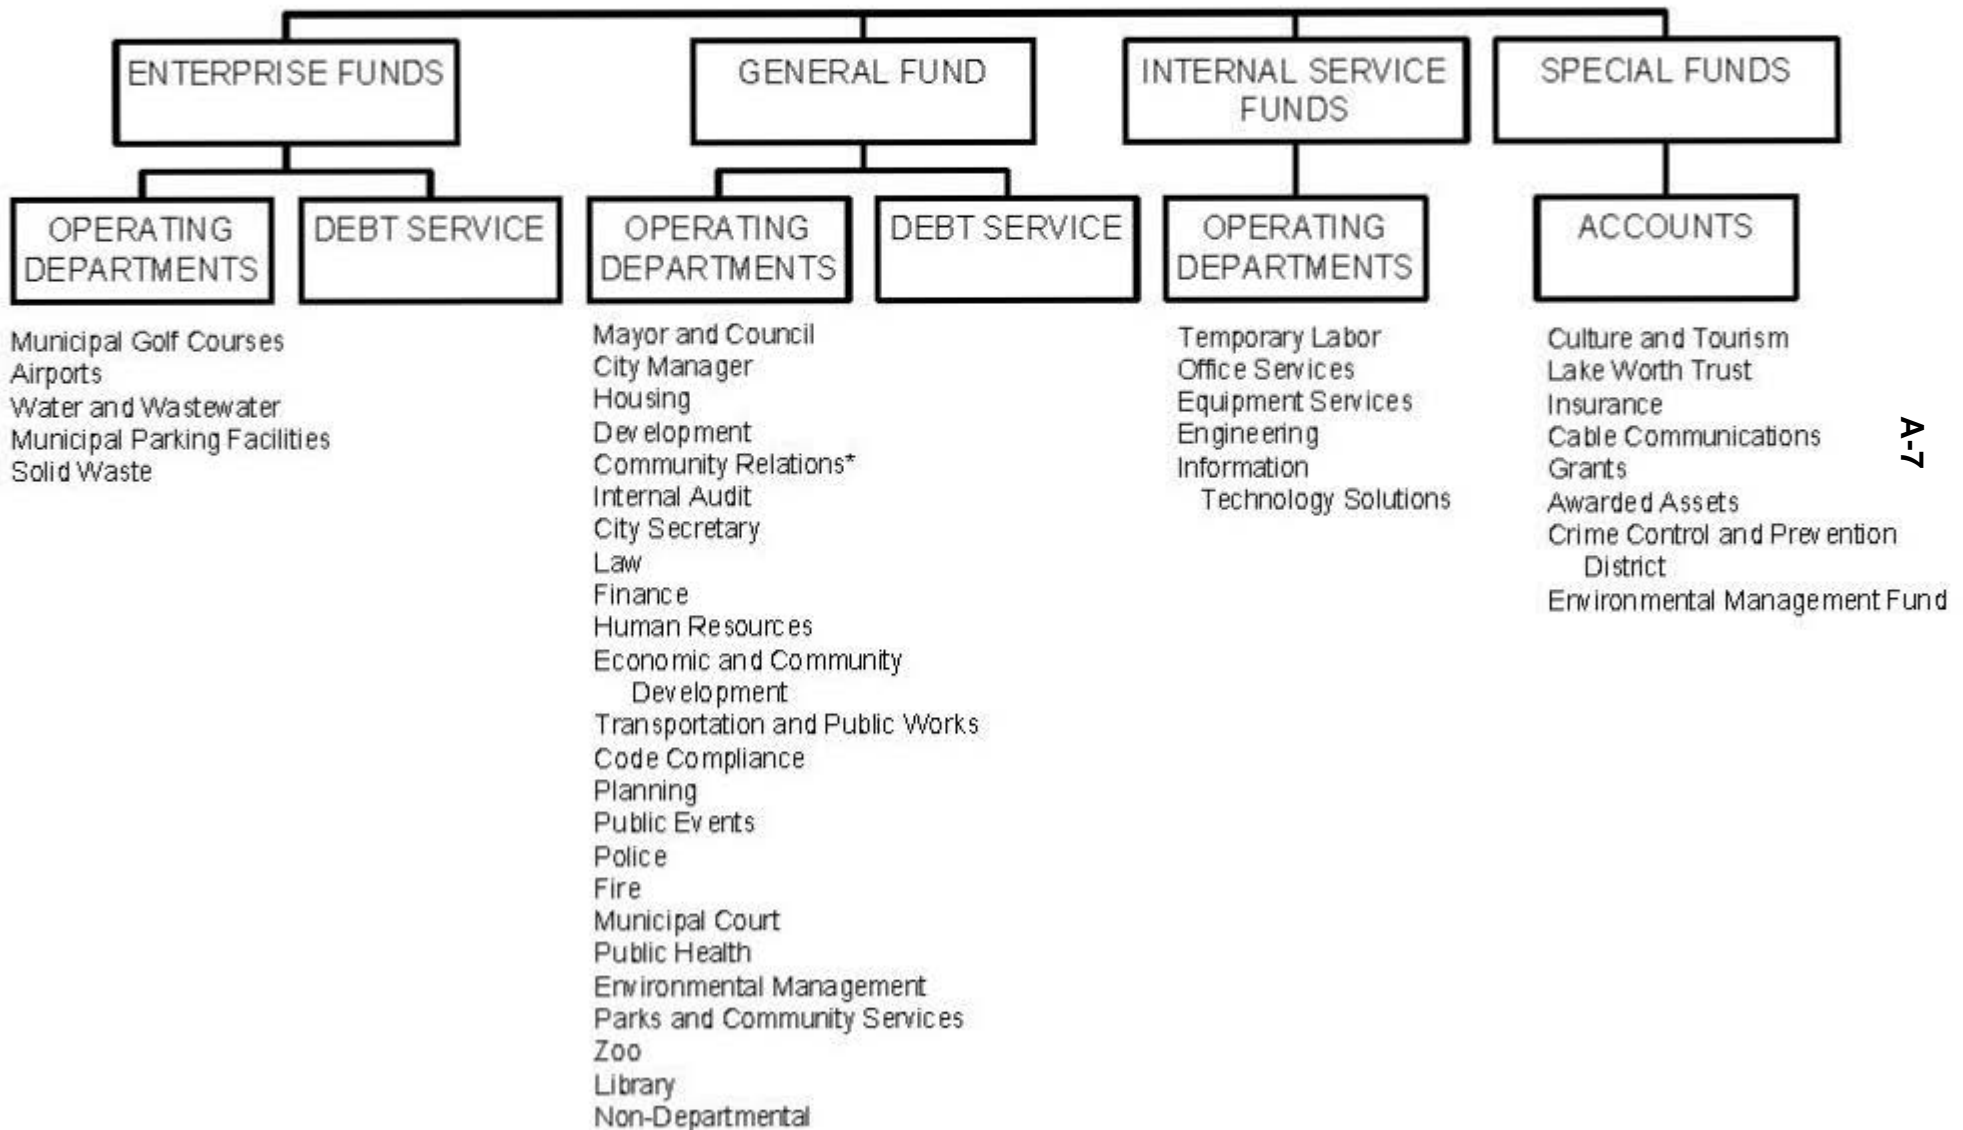 ENTERPRISE FUNDS
GENERAL FUND
INTERNAL SERVICE
FUNDS
SPECIAL FUNDS
OPERATING
DEPARTMENTS
DEBT SERVICE
OPERATING
DEPARTMENTS
DEBT SERVICE
OPERATING
DEPARTMENTS
ACCOUNTS
Municipal Golf Courses
Airports
Water and Wastewater
Municipal Parking Facilities
Solid Waste
Mayor and Council
City Manager
Housing
Development
Community Relations*
Internal Audit
City Secretary
Law
Finance
Human Resources
Economic and Community
Development
Transportation and Public Works
Code Compliance
Planning
Public Events
Police
Fire
Municipal Court
Public Health
Environmental Management
Parks and Community Services
Zoo
Library
Non-Departmental
Temporary Labor
Office Services
Equipment Services
Engineering
Information
Technology Solutions
Culture and Tourism
Lake Worth Trust
Insurance
Cable Communications
Grants
Awarded Assets
Crime Control and Prevention
District
Environmental Management Fund
A-7